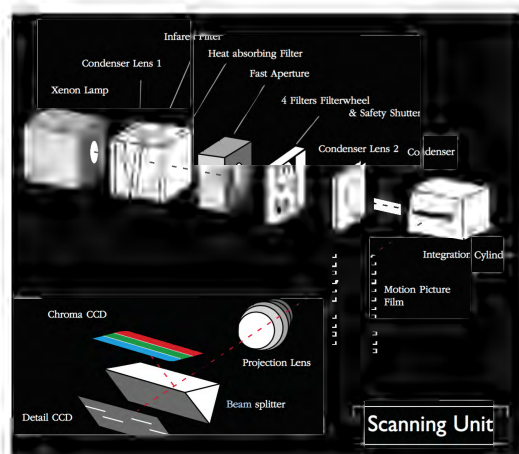 Infrared Filter
Heat absorbing Filter
Condenser Lens 1
Fast Aperture
Xenon Lamp
4 Filters Filterwheel
& Safety Shutter
Condenser Lens 2
Condenser
Integration Cylind
Motion Picture
Film
Chroma CCD
Projection Lens
Beam splitter
Detail CCD
Scanning Unit